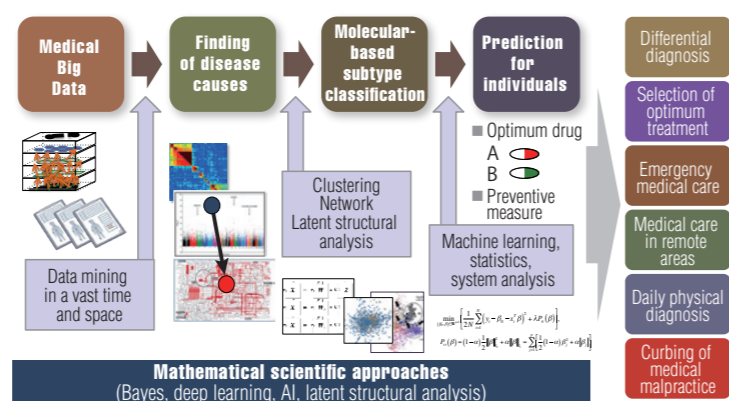 Medical
Big
Data
Finding
of disease
causes
Molecular-
based
subtype
classification
Prediction
for
individuals
Optimum drug
A
B
Preventive
measure
Data mining
in a vast time
and space
Clustering
Network
Latent structural
analysis
Machine learning,
statistics,
system analysis
Mathematical scientific approaches
(Bayes, deep learning, AI, latent structural analysis)
Differential
diagnosis
Selection of
optimum
treatment
Emergency
medical care
Medical care
in remote
areas
Daily physical
diagnosis
Curbing of
medical
malpractice